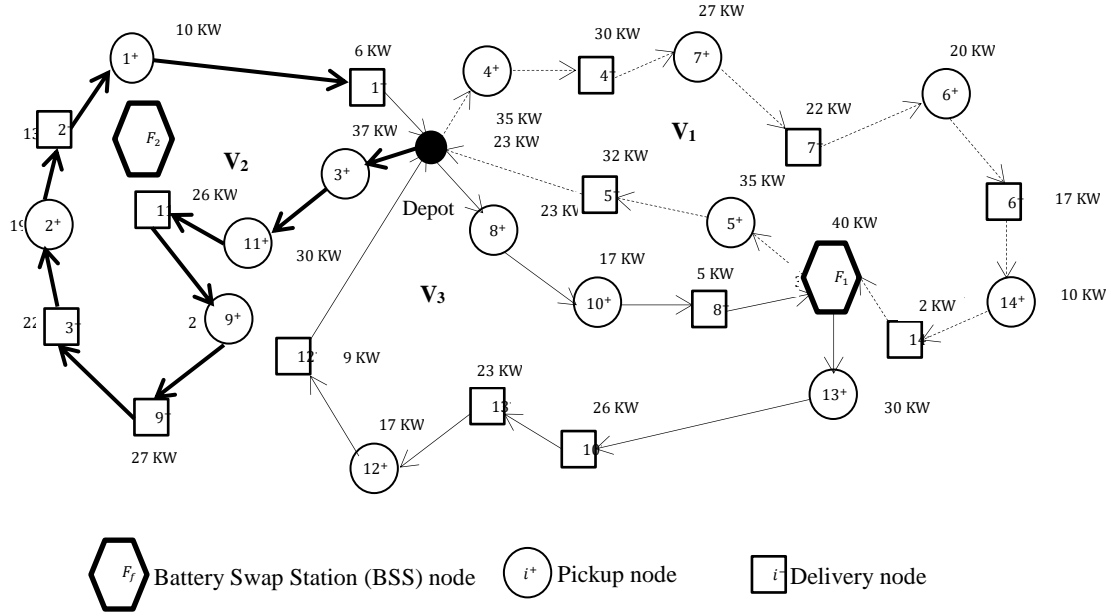 10 KW
27 KW
30 KW
1⁺
6 KW
4⁺
4⁻
7⁺
20 KW
1
6⁺
35 KW
22 KW
13
2⁻
F₂
37 KW
23 KW
V₁
7⁻
V₂
3⁺
32 KW
35 KW
26 KW
5⁻
6⁻
17 KW
11
Depot
23 KW
19
2⁺
11⁺
8⁺
5⁺
40 KW
30 KW
17 KW
5 KW
F₁
V₃
10⁺
8⁻
2 KW
14⁺
10 KW
22
3⁻
2
9⁺
14
12
9 KW
23 KW
13⁺
13
26 KW
30 KW
9⁻
17 KW
10
27 KW
12⁺
F_f
Battery Swap Station (BSS) node
i⁺
Pickup node
i⁻
Delivery node